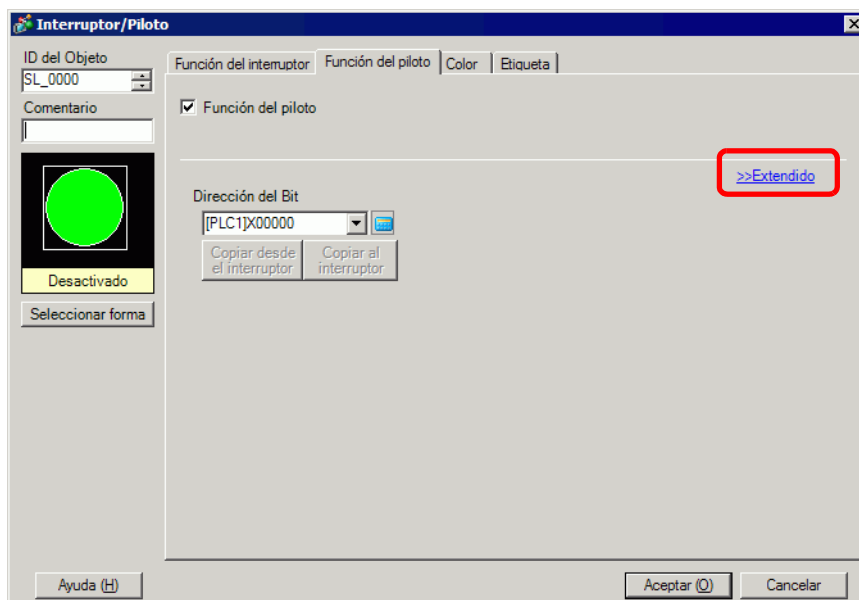 Interruptor/Piloto
ID del Objeto
SL_0000
Comentario
Desactivado
Seleccionar forma
Función del interruptor
Función del piloto
Color
Etiqueta
Función del piloto
>>Extendido
Dirección del Bit
[PLC1]X00000
Copiar desde
el interruptor
Copiar al
interruptor
Ayuda (H)
Aceptar (O)
Cancelar